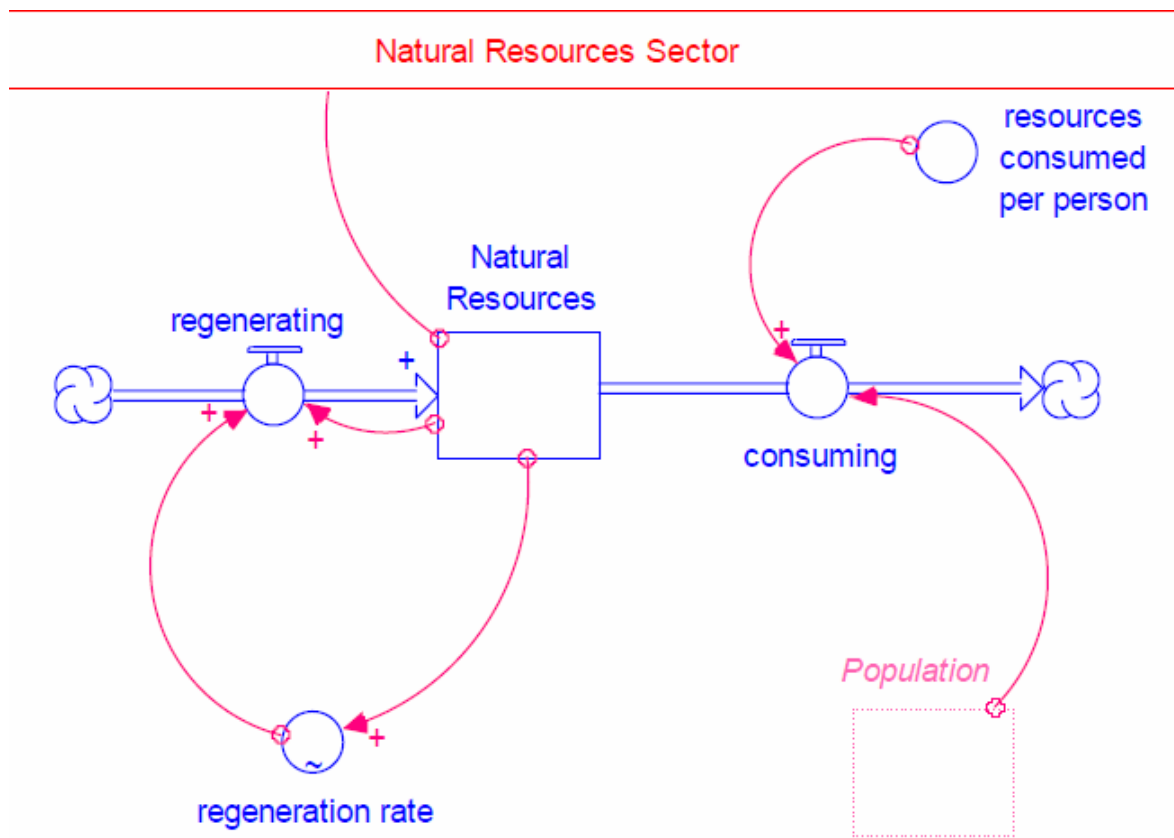 Natural Resources Sector
resources
consumed
per person
Natural
Resources
regenerating
+
+
+
+
consuming
Population
+
~
regeneration rate